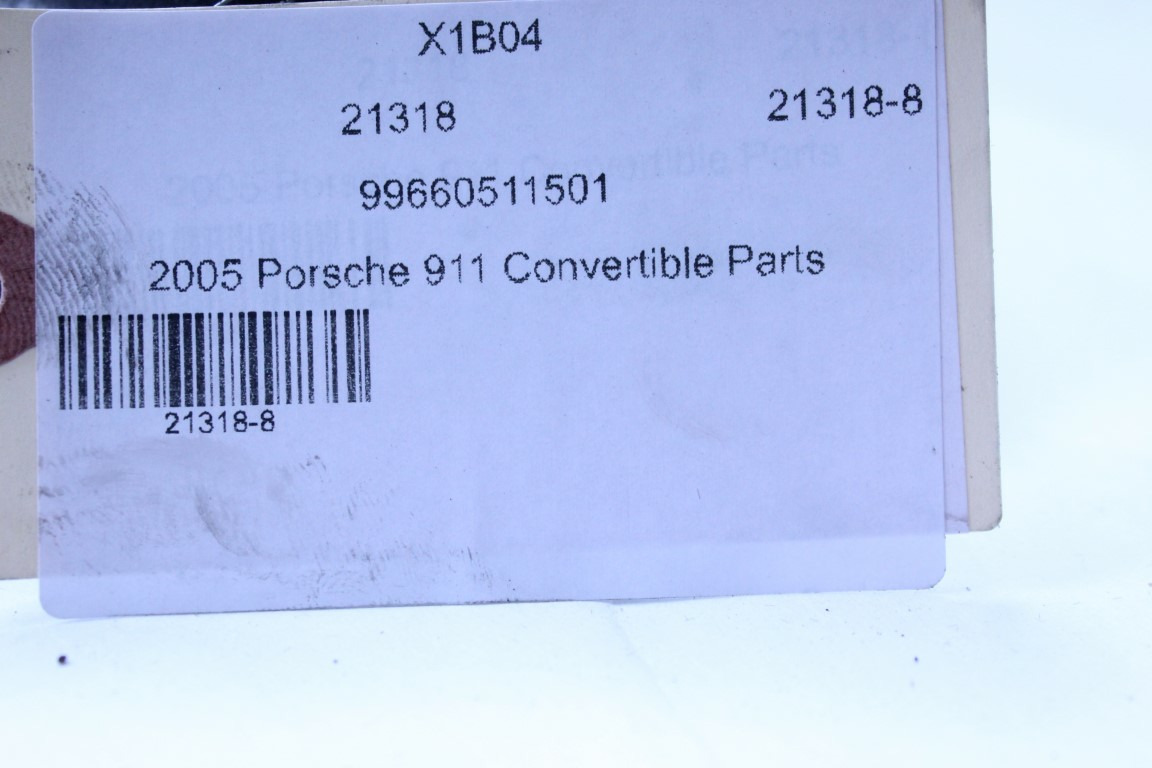 X1B04
21318 21318-8
99660511501
2005 Porsche 911 Convertible Parts
21318-8